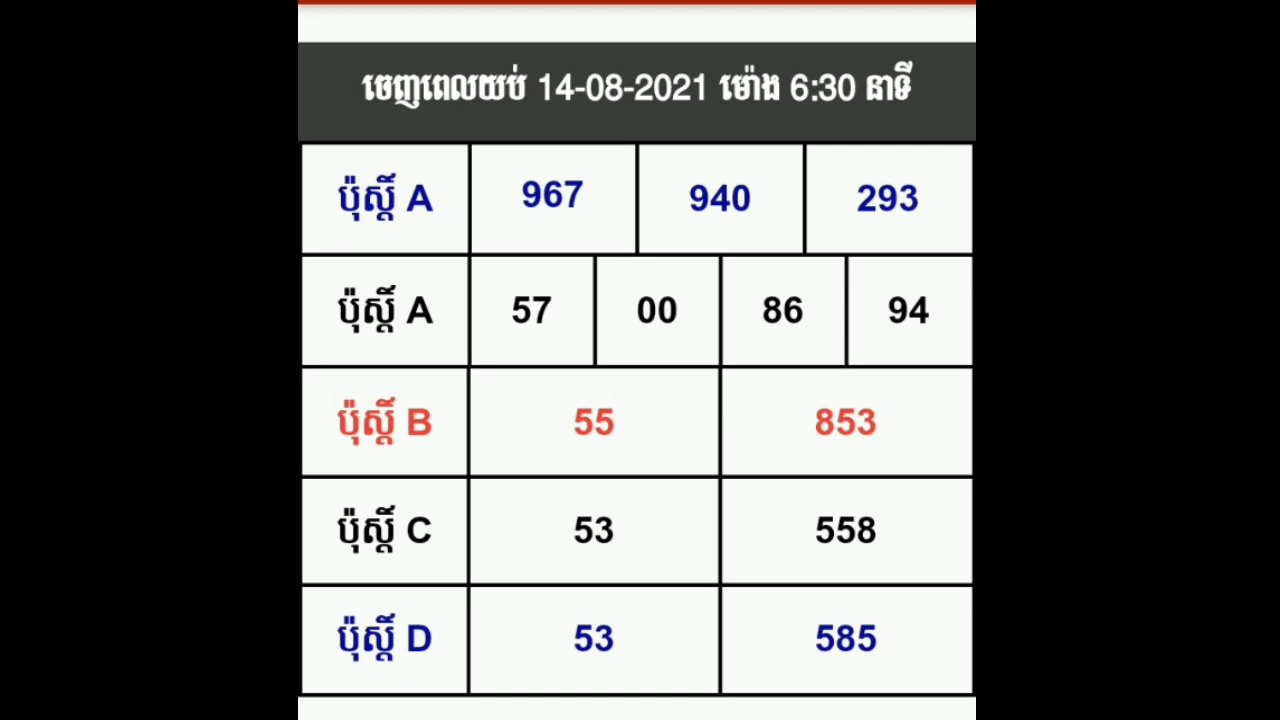 ចេញពេលយប់ 14-08-2021 ម៉ោង 6:30 នាទី
ប៉ុស្តិ៍ A 967 940 293
ប៉ុស្តិ៍ A 57 00 86 94
ប៉ុស្តិ៍ B 55 853
ប៉ុស្តិ៍ C 53 558
ប៉ុស្តិ៍ D 53 585